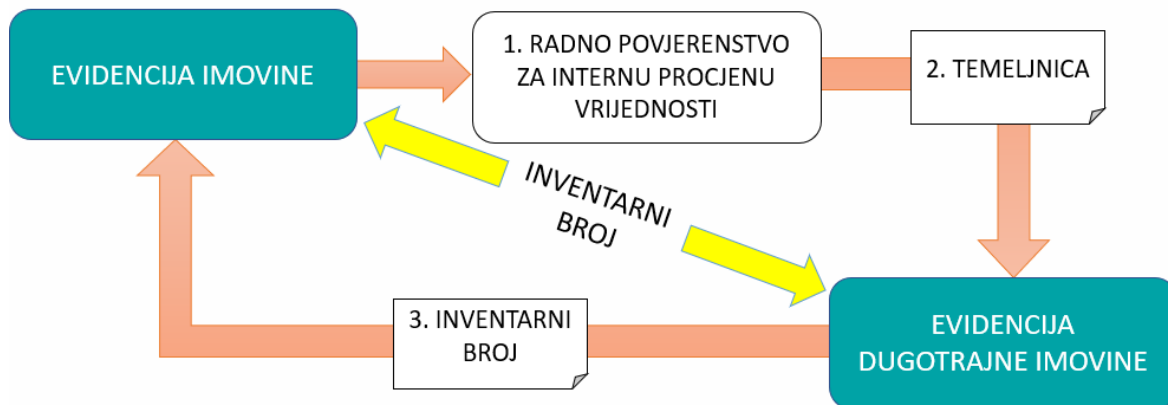 EVIDENCIJA IMOVINE
1. RADNO POVJERENSTVO
ZA INTERNU PROCJENU
VRIJEDNOSTI
2. TEMELJNICA
INVENTARNI
BROJ
3. INVENTARNI
BROJ
EVIDENCIJA
DUGOTRAJNE IMOVINE